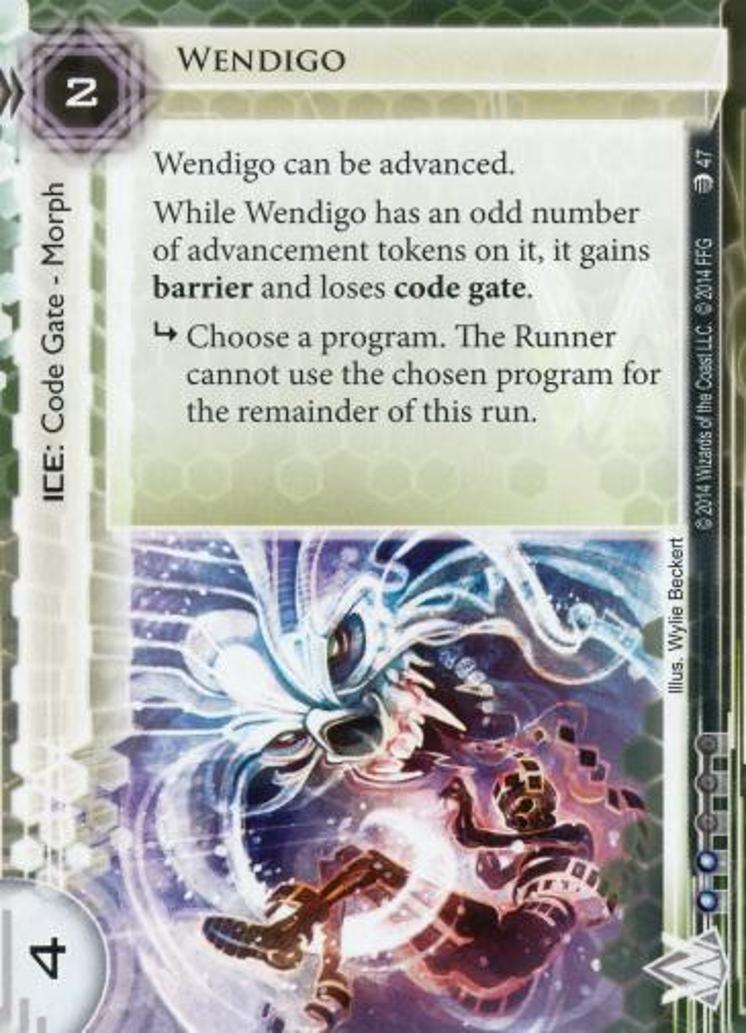 WENDIGO
2
Wendigo can be advanced.
While Wendigo has an odd number
of advancement tokens on it, it gains
barrier and loses code gate.
↳ Choose a program. The Runner
cannot use the chosen program for
the remainder of this run.
ICE: Code Gate - Morph
4
47
©2014 Wizards of the Coast LLC. ©2014 FFG
Illus. Wylie Beckert